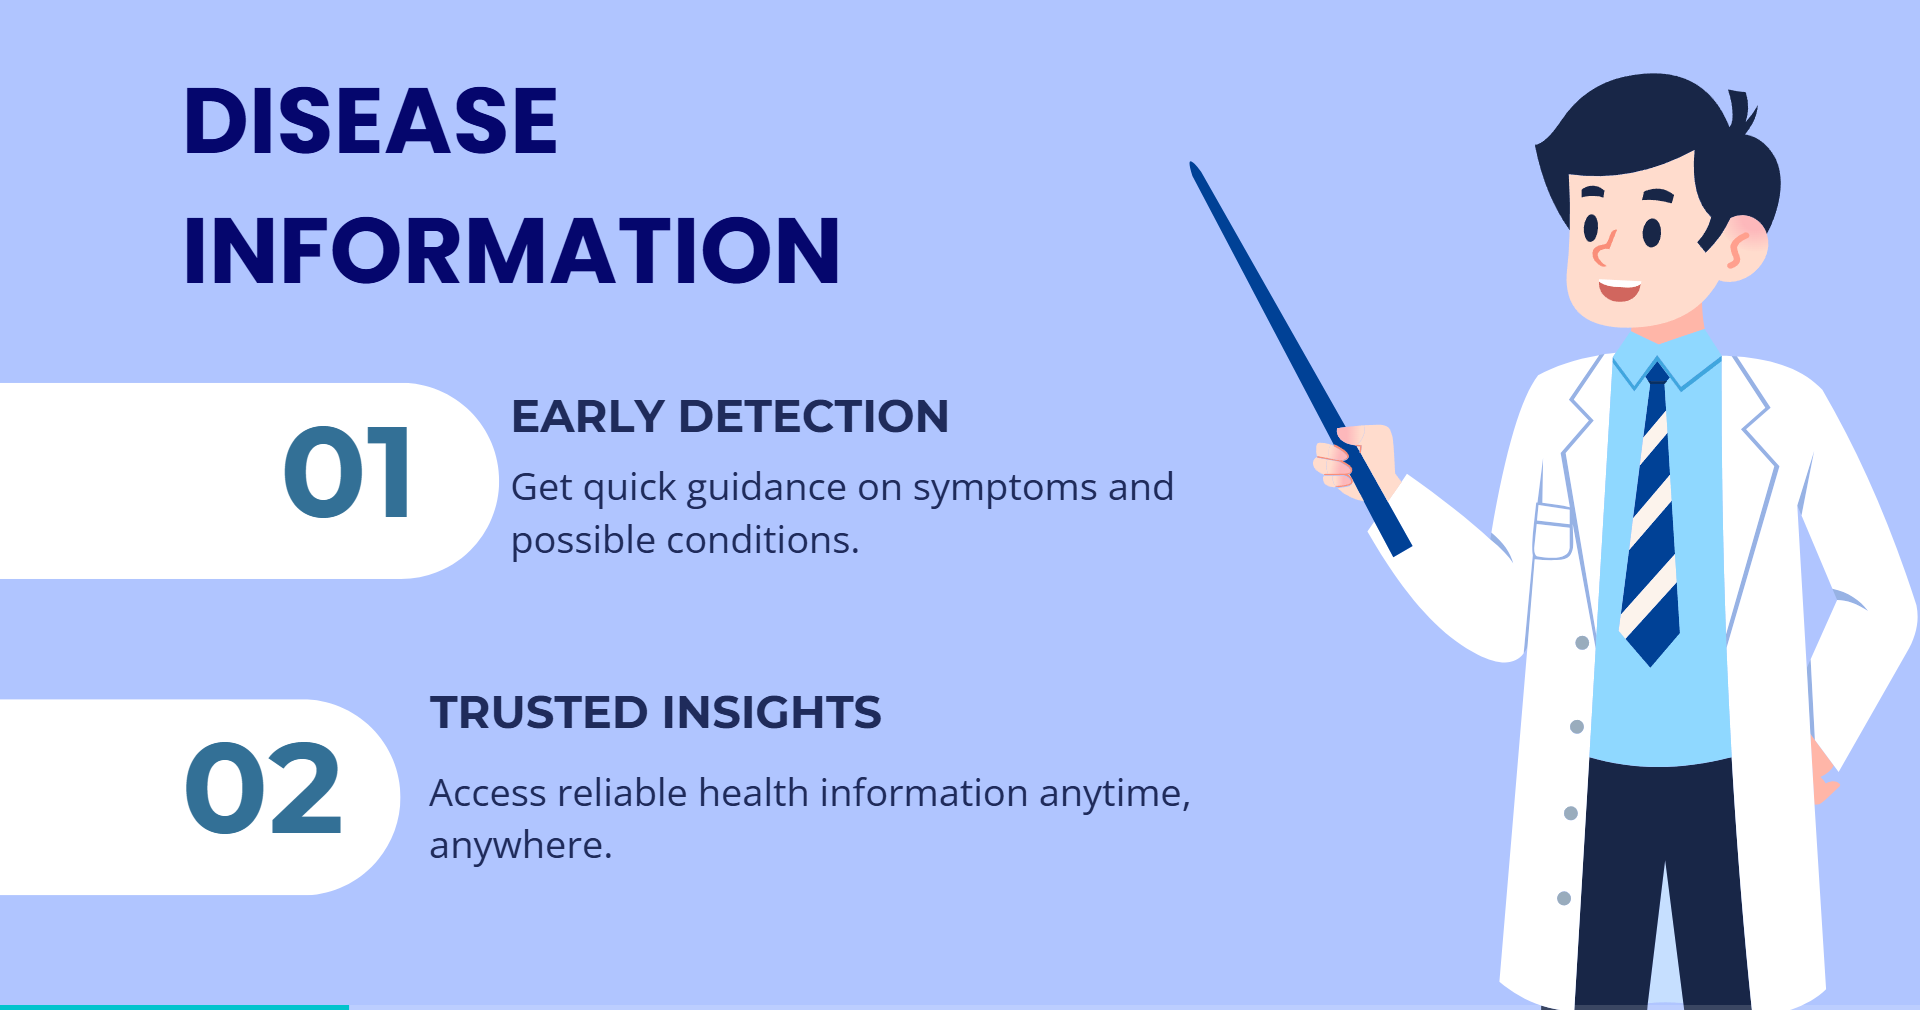 DISEASE
INFORMATION
01
EARLY DETECTION
Get quick guidance on symptoms and
possible conditions.
02
TRUSTED INSIGHTS
Access reliable health information anytime,
anywhere.